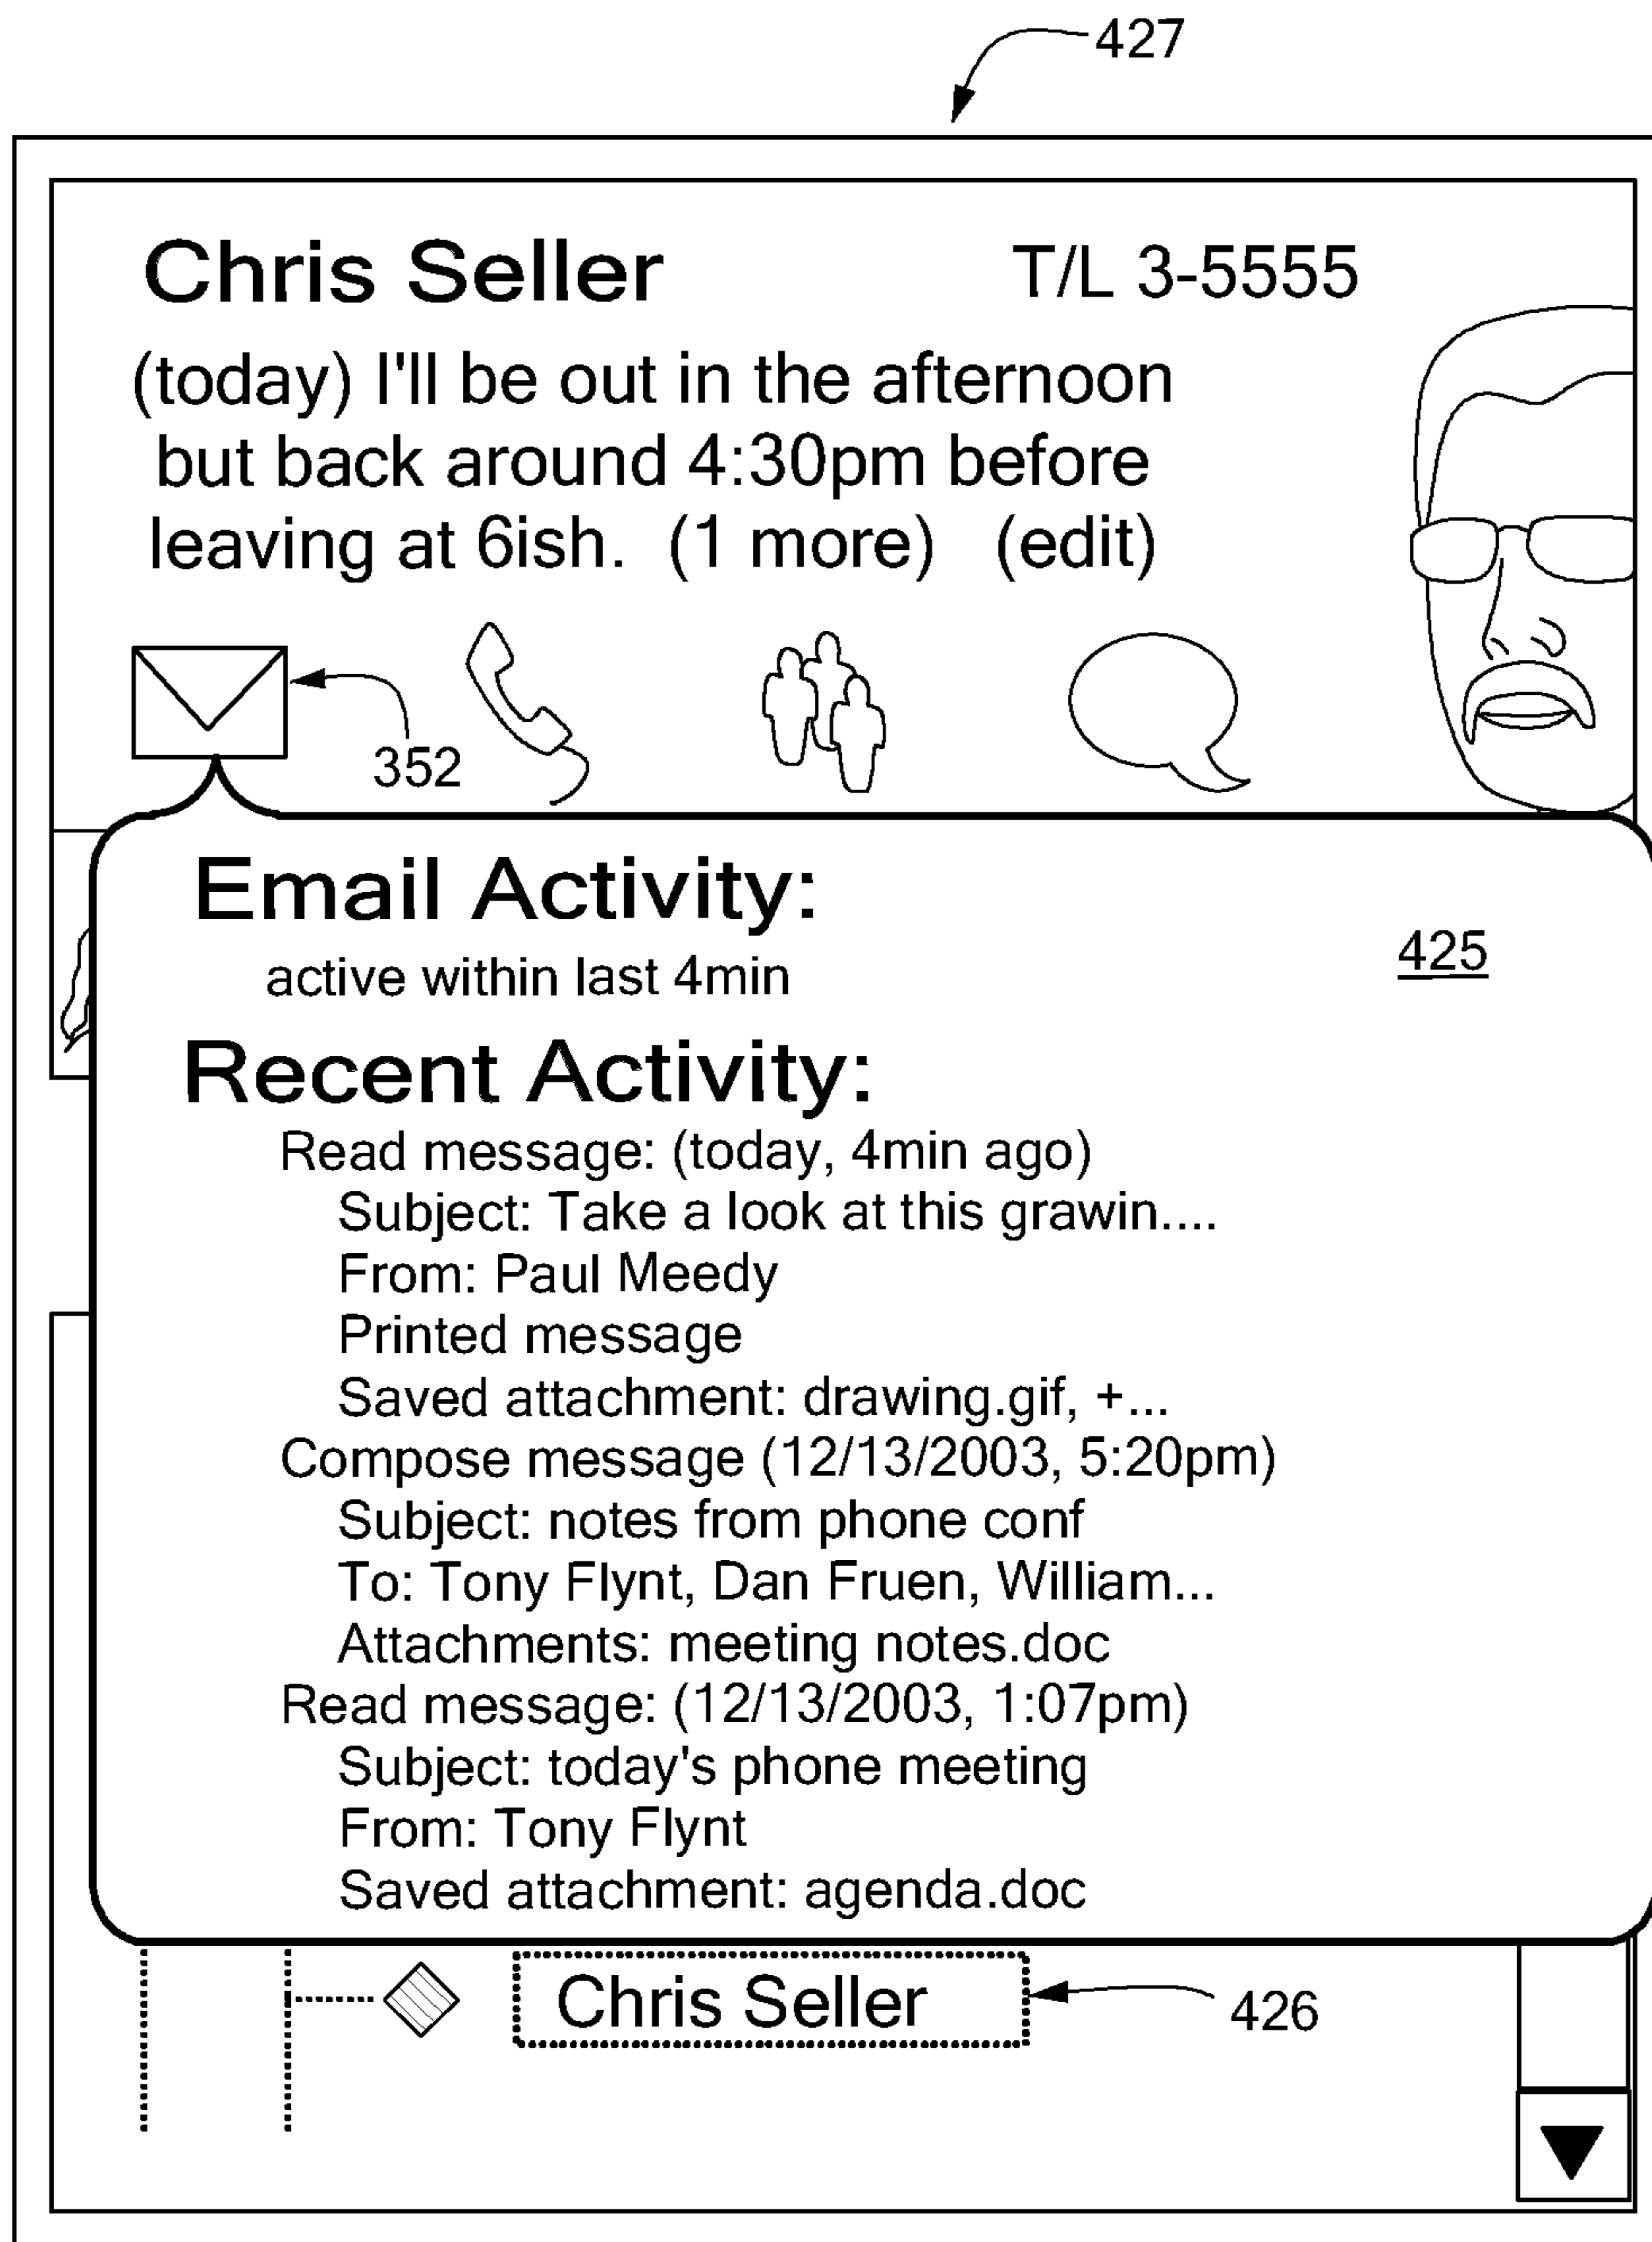 427
Chris Seller T/L 3-5555
(today) I'll be out in the afternoon
but back around 4:30pm before
leaving at 6ish. (1 more) (edit)
352
Email Activity:
active within last 4min
425
Recent Activity:
Read message: (today, 4min ago)
Subject: Take a look at this grawin....
From: Paul Meedy
Printed message
Saved attachment: drawing.gif, +...
Compose message (12/13/2003, 5:20pm)
Subject: notes from phone conf
To: Tony Flynt, Dan Fruen, William...
Attachments: meeting notes.doc
Read message: (12/13/2003, 1:07pm)
Subject: today's phone meeting
From: Tony Flynt
Saved attachment: agenda.doc
Chris Seller
426